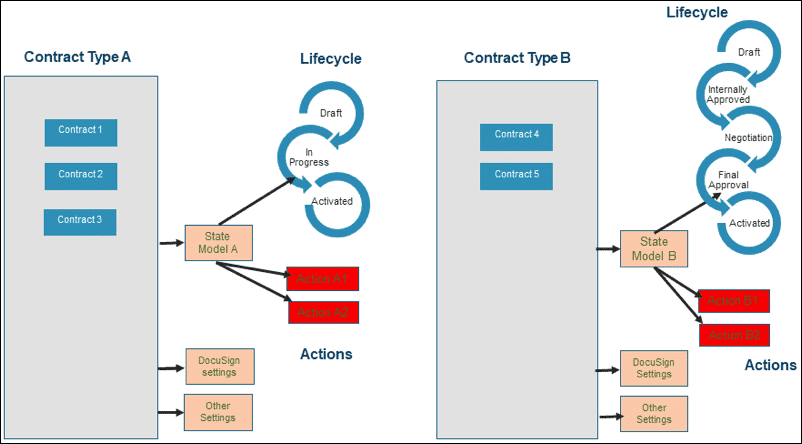 Contract Type A
Lifecycle
Draft
In
Progress
Activated
Contract 1
Contract 2
Contract 3
State
Model A
Action A1
Action A2
Actions
DocuSign
settings
Other
Settings
Contract Type B
Lifecycle
Draft
Internally
Approved
Negotiation
Final
Approval
Activated
Contract 4
Contract 5
State
Model B
Action B1
Action B2
Actions
DocuSign
Settings
Other
Settings